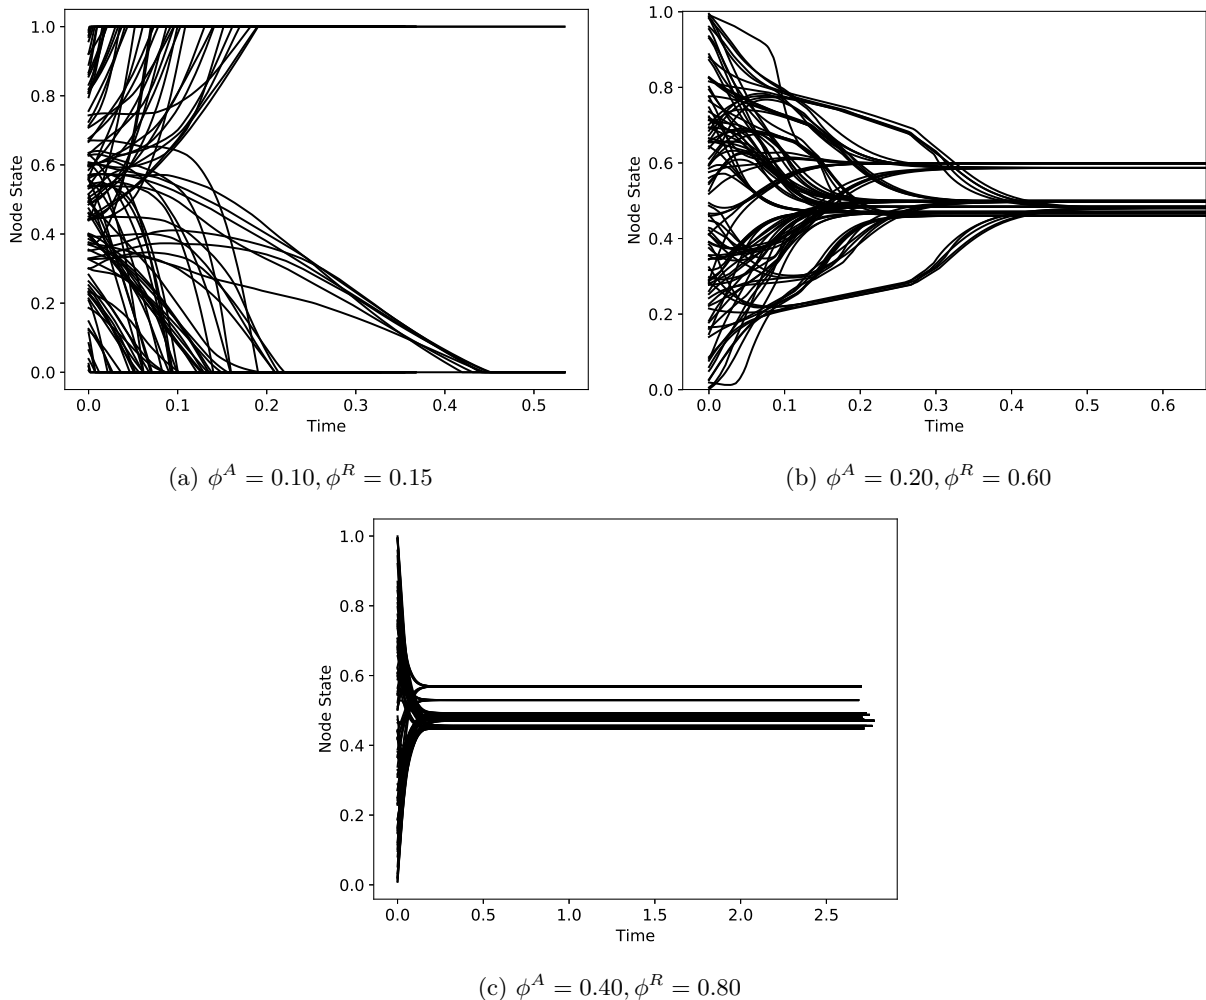 1.0
0.8
0.6
0.4
0.2
0.0
Node State
0.0 0.1 0.2 0.3 0.4 0.5
Time
(a) ϕ^A = 0.10, ϕ^R = 0.15
1.0
0.8
0.6
0.4
0.2
0.0
Node State
0.0 0.1 0.2 0.3 0.4 0.5 0.6
Time
(b) ϕ^A = 0.20, ϕ^R = 0.60
1.0
0.8
0.6
0.4
0.2
0.0
Node State
0.0 0.5 1.0 1.5 2.0 2.5
Time
(c) ϕ^A = 0.40, ϕ^R = 0.80